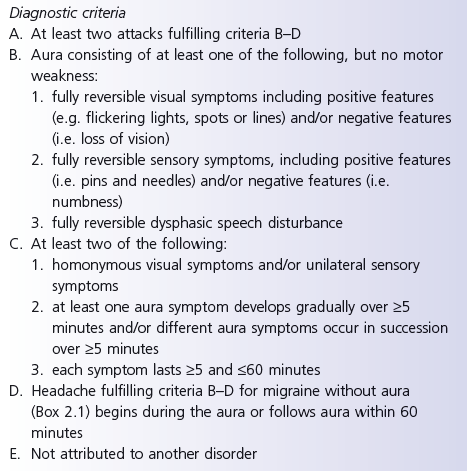 Diagnostic criteria
A. At least two attacks fulfilling criteria B–D
B. Aura consisting of at least one of the following, but no motor
weakness:
1. fully reversible visual symptoms including positive features
(e.g. flickering lights, spots or lines) and/or negative features
(i.e. loss of vision)
2. fully reversible sensory symptoms, including positive features
(i.e. pins and needles) and/or negative features (i.e.
numbness)
3. fully reversible dysphasic speech disturbance
C. At least two of the following:
1. homonymous visual symptoms and/or unilateral sensory
symptoms
2. at least one aura symptom develops gradually over ≥5
minutes and/or different aura symptoms occur in succession
over ≥5 minutes
3. each symptom lasts ≥5 and ≤60 minutes
D. Headache fulfilling criteria B–D for migraine without aura
(Box 2.1) begins during the aura or follows aura within 60
minutes
E. Not attributed to another disorder